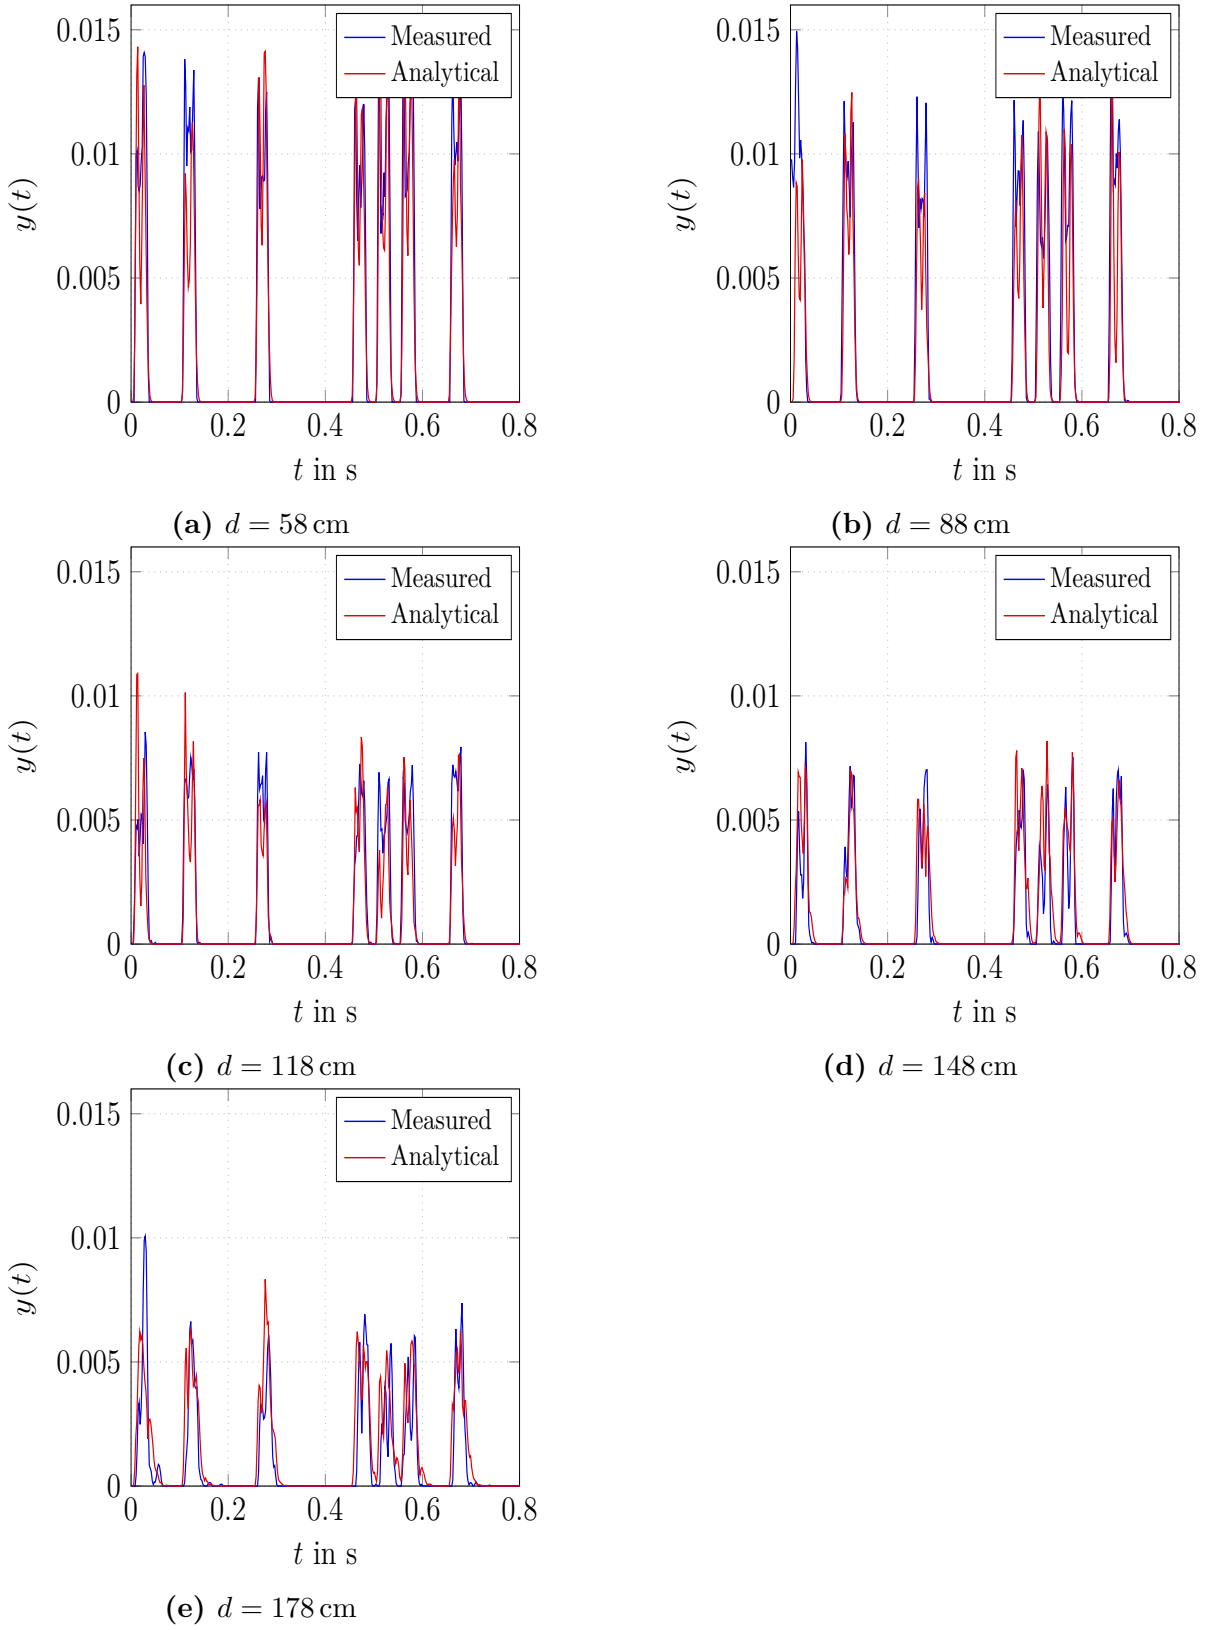 0.015
0.01
0.005
0
y(t)
Measured
Analytical
0 0.2 0.4 0.6 0.8
t in s
(a) d = 58 cm
0.015
0.01
0.005
0
y(t)
Measured
Analytical
0 0.2 0.4 0.6 0.8
t in s
(b) d = 88 cm
0.015
0.01
0.005
0
y(t)
Measured
Analytical
0 0.2 0.4 0.6 0.8
t in s
(c) d = 118 cm
0.015
0.01
0.005
0
y(t)
Measured
Analytical
0 0.2 0.4 0.6 0.8
t in s
(d) d = 148 cm
0.015
0.01
0.005
0
y(t)
Measured
Analytical
0 0.2 0.4 0.6 0.8
t in s
(e) d = 178 cm